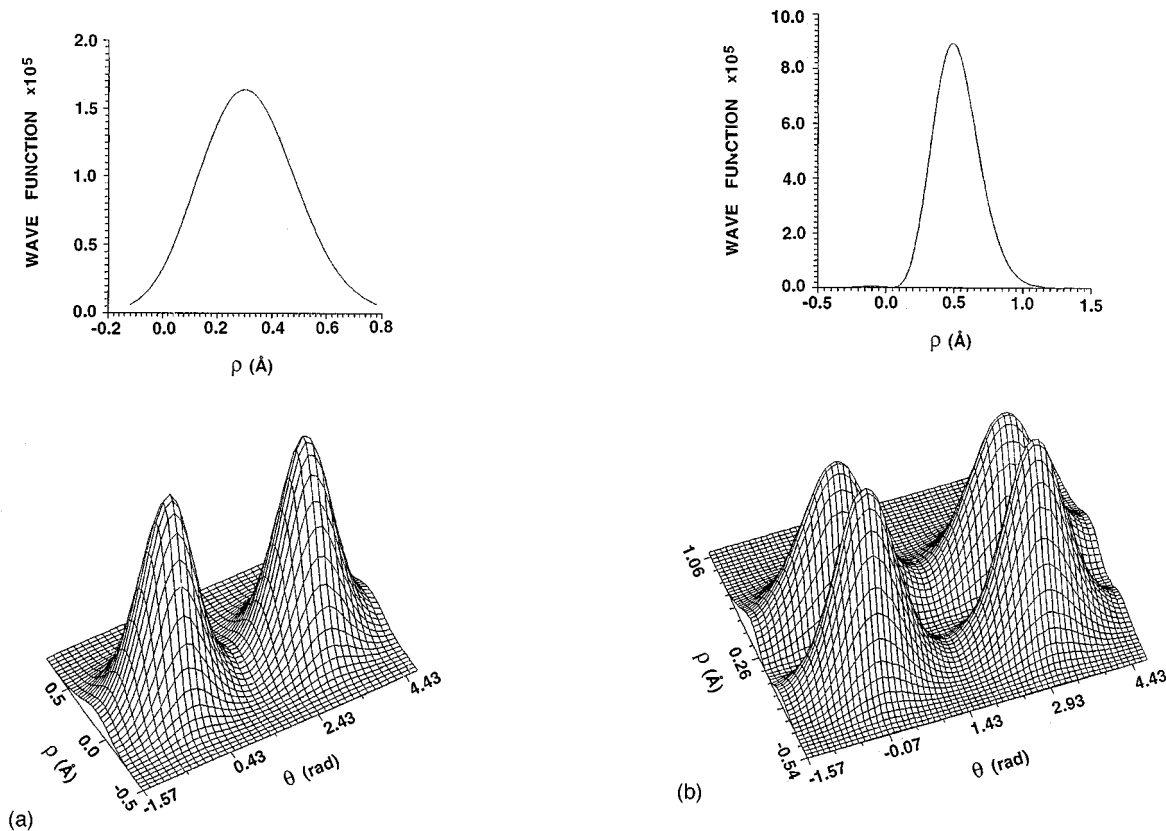 2.0
1.5
1.0
0.5
0.0
-0.2 0.0 0.2 0.4 0.6 0.8
WAVE FUNCTION x10⁵
ρ (Å)
10.0
8.0
6.0
4.0
2.0
0.0
-0.5 0.0 0.5 1.0 1.5
WAVE FUNCTION x10⁵
ρ (Å)
0.5
0.0
-0.5
ρ (Å)
-1.57
0.43
2.43
4.43
θ (rad)
(a)
1.06
0.26
-0.54
ρ (Å)
-1.57
-0.07
1.43
2.93
4.43
θ (rad)
(b)